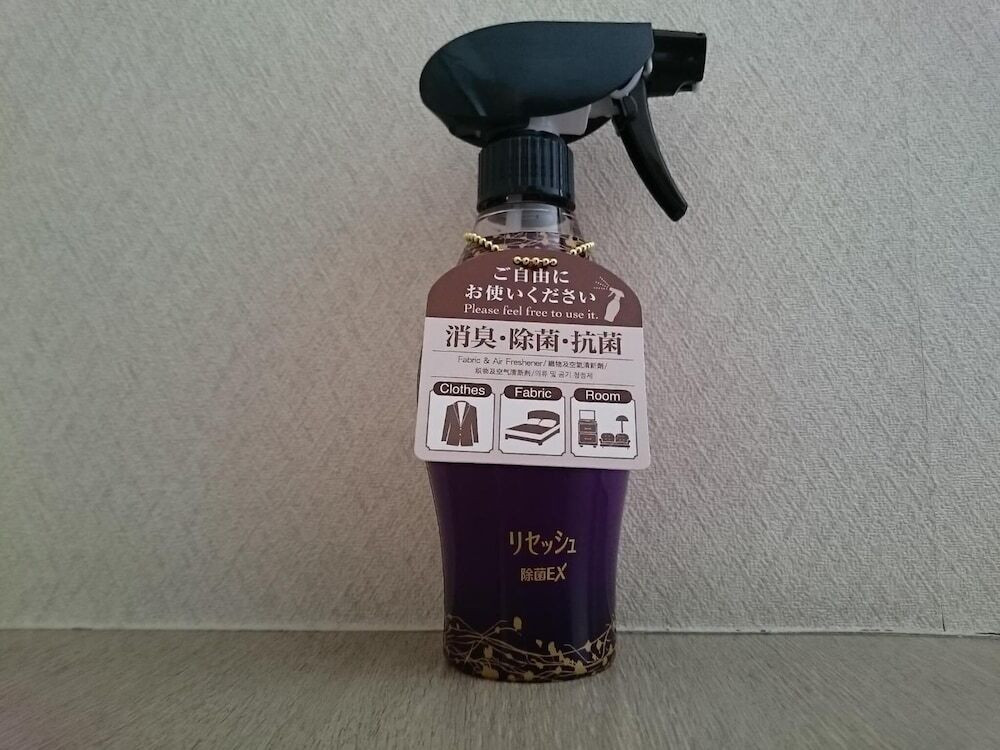 ご自由に
お使いください
Please feel free to use it.
消臭・除菌・抗菌
Fabric & Air Freshener/織物及空氣清新劑/
织物及空气清新剂/의류 및 공기 청정제
Clothes
Fabric
Room
リセッシュ
除菌EX